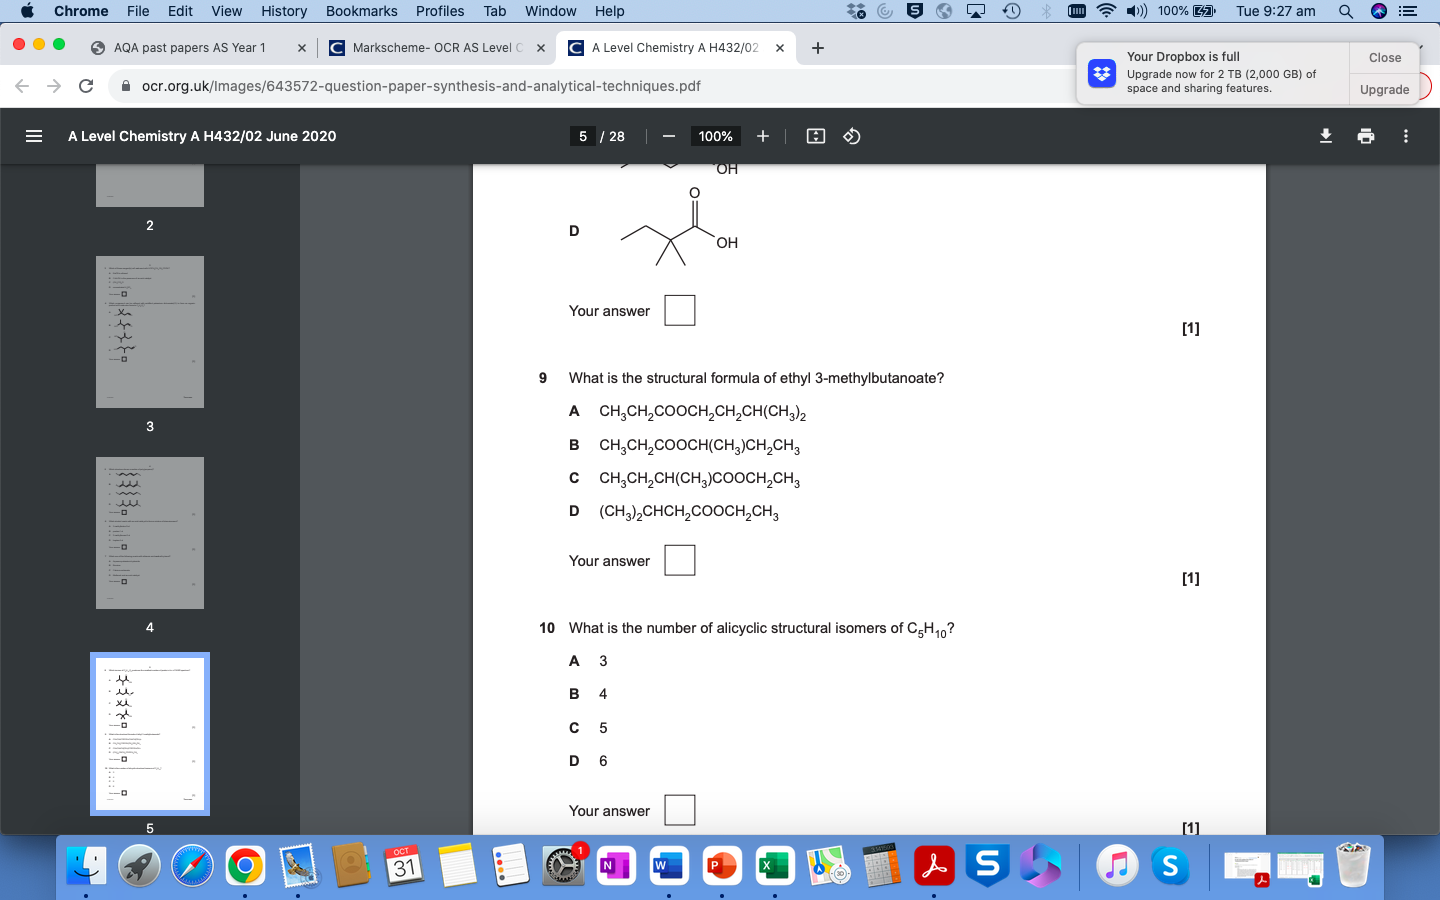 Chrome File Edit View History Bookmarks Profiles Tab Window Help 100% Tue 9:27 am
AQA past papers AS Year 1
Markscheme- OCR AS Level C
A Level Chemistry A H432/02
ocr.org.uk/Images/643572-question-paper-synthesis-and-analytical-techniques.pdf
Your Dropbox is full
Upgrade now for 2 TB (2,000 GB) of
space and sharing features.
Close
Upgrade
A Level Chemistry A H432/02 June 2020
5 / 28
100%
2
3
4
5
OH
O
D
OH
Your answer
[1]
9 What is the structural formula of ethyl 3-methylbutanoate?
A CH₃CH₂COOCH₂CH₂CH(CH₃)₂
B CH₃CH₂COOCH(CH₃)CH₂CH₃
C CH₃CH₂CH(CH₃)COOCH₂CH₃
D (CH₃)₂CHCH₂COOCH₂CH₃
Your answer
[1]
10 What is the number of alicyclic structural isomers of C₅H₁₀?
A 3
B 4
C 5
D 6
Your answer
[1]
OCT
31
1
N
W
P
X
3D
S
S